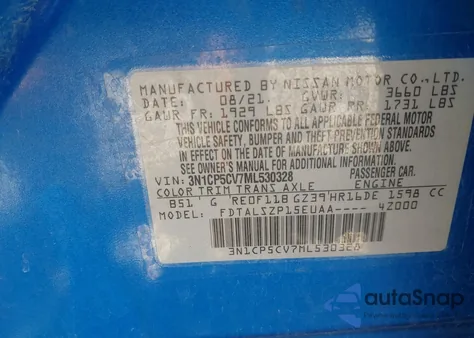 MANUFACTURED BY NISSAN MOTOR CO.,LTD.
DATE: 08/21 GVWR: 3660 LBS
GAWR FR: 1929 LBS GAWR RR: 1731 LBS
THIS VEHICLE CONFORMS TO ALL APPLICABLE FEDERAL MOTOR
VEHICLE SAFETY, BUMPER AND THEFT PREVENTION STANDARDS
IN EFFECT ON THE DATE OF MANUFACTURE SHOWN ABOVE.
SEE OWNER'S MANUAL FOR ADDITIONAL INFORMATION.
VIN: 3N1CP5CV7ML530328 PASSENGER CAR
COLOR TRIM TRANS AXLE ENGINE
B51 G RE0F11B GZ39 HR16DE 1598 CC
MODEL: FDTALSZP15EUAA---- 4Z000
3N1CP5CV7ML530328
autoSnap